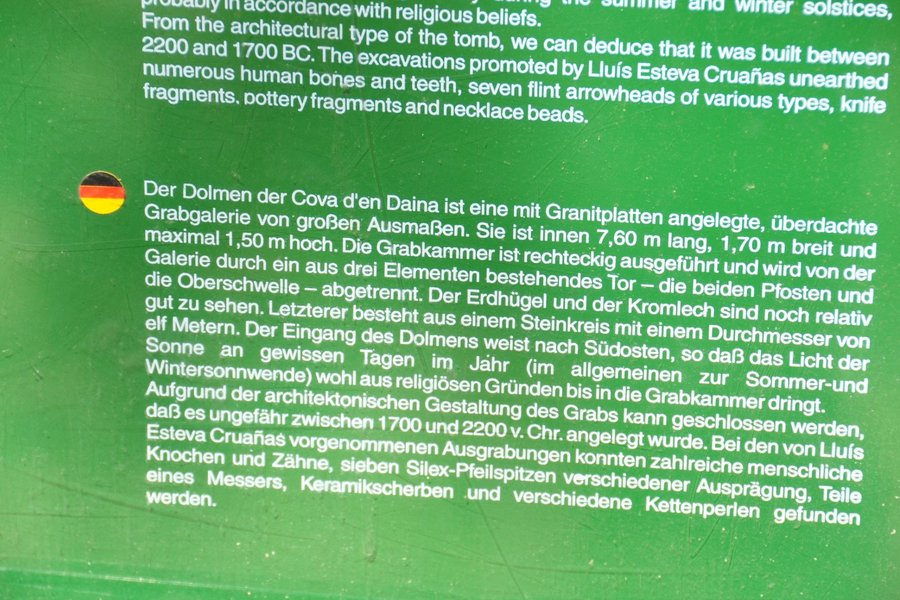 probably in accordance with religious beliefs.
From the architectural type of the tomb, we can deduce that it was built between
2200 and 1700 BC. The excavations promoted by Lluís Esteva Cruañas unearthed
numerous human bones and teeth, seven flint arrowheads of various types, knife
fragments, pottery fragments and necklace beads.
Der Dolmen der Cova d'en Daina ist eine mit Granitplatten angelegte, überdachte
Grabgalerie von großen Ausmaßen. Sie ist innen 7,60 m lang, 1,70 m breit und
maximal 1,50 m hoch. Die Grabkammer ist rechteckig ausgeführt und wird von der
Galerie durch ein aus drei Elementen bestehendes Tor – die beiden Pfosten und
die Oberschwelle – abgetrennt. Der Erdhügel und der Kromlech sind noch relativ
gut zu sehen. Letzterer besteht aus einem Steinkreis mit einem Durchmesser von
elf Metern. Der Eingang des Dolmens weist nach Südosten, so daß das Licht der
Sonne an gewissen Tagen im Jahr (im allgemeinen zur Sommer-und
Wintersonnwende) wohl aus religiösen Gründen bis in die Grabkammer dringt.
Aufgrund der architektonischen Gestaltung des Grabs kann geschlossen werden,
daß es ungefähr zwischen 1700 und 2200 v. Chr. angelegt wurde. Bei den von Lluís
Esteva Cruañas vorgenommenen Ausgrabungen konnten zahlreiche menschliche
Knochen und Zähne, sieben Silex-Pfeilspitzen verschiedener Ausprägung, Teile
eines Messers, Keramikscherben und verschiedene Kettenperlen gefunden
werden.